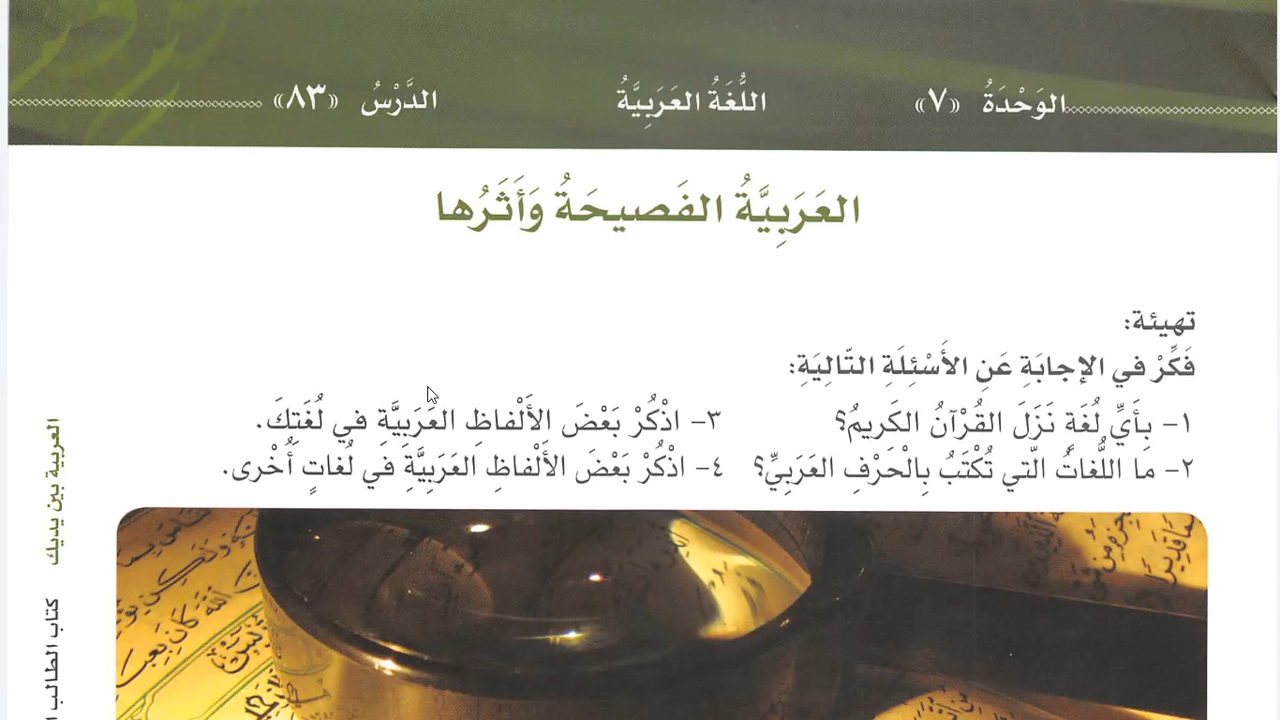 الوَحْدَةُ «٧» اللُّغَةُ العَرَبِيَّةُ الدَّرْسُ «٨٣»
العَرَبِيَّةُ الفَصيحَةُ وَأَثَرُها
تهيئة:
فَكِّرْ في الإجابَةِ عَنِ الأَسْئِلَةِ التّالِيَةِ:
١- بِأَيِّ لُغَةٍ نَزَلَ القُرْآنُ الكَريمُ؟
٢- ما اللُّغاتُ الّتي تُكْتَبُ بِالْحَرْفِ العَرَبِيِّ؟
٣- اذْكُرْ بَعْضَ الأَلْفاظِ العَرَبِيَّةِ في لُغَتِكَ.
٤- اذْكُرْ بَعْضَ الأَلْفاظِ العَرَبِيَّةِ في لُغاتٍ أُخْرى.
العربية بين يديك
كتاب الطالب